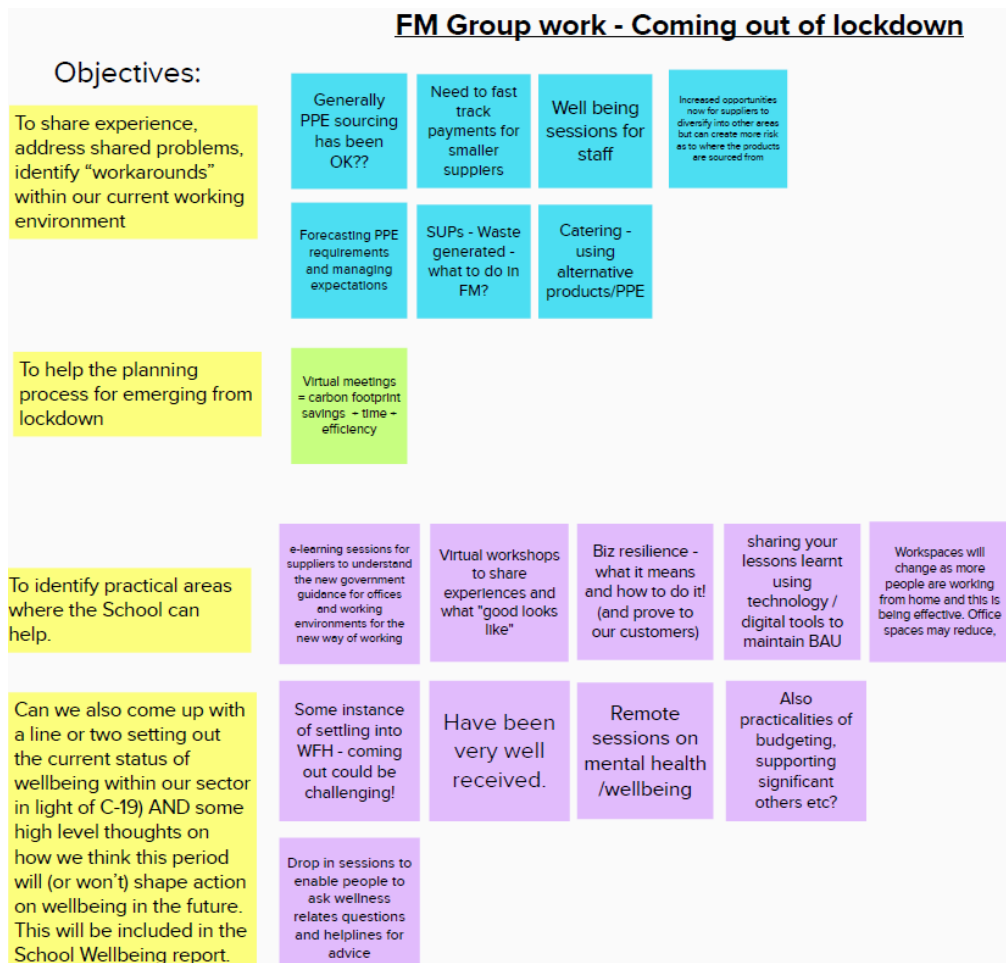 FM Group work - Coming out of lockdown
Objectives:
To share experience,
address shared problems,
identify “workarounds”
within our current working
environment
Generally
PPE sourcing
has been
OK??
Need to fast
track
payments for
smaller
supplers
Well being
sessions for
staff
Increased opportunities
now for suppliers to
diversify into other areas
but can create more risk
as to where the products
are sourced from
Forecasting PPE
requirements
and managing
expectations
SUPs - Waste
generated -
what to do in
FM?
Catering -
using
alternative
products/PPE
To help the planning
process for emerging from
lockdown
Virtual meetings
= carbon footprint
savings + time +
efficiency
To identify practical areas
where the School can
help.
e-learning sessions for
suppliers to understand
the new government
guidance for offices
and working
environments for the
new way of working
Virtual workshops
to share
experiences and
what "good looks
like"
Biz resilience -
what it means
and how to do it!
(and prove to
our customers)
sharing your
lessons learnt
using
technology /
digital tools to
maintain BAU
Workspaces will
change as more
people are working
from home and this is
being effective. Office
spaces may reduce,
Can we also come up with
a line or two setting out
the current status of
wellbeing within our sector
in light of C-19) AND some
high level thoughts on
how we think this period
will (or won’t) shape action
on wellbeing in the future.
This will be included in the
School Wellbeing report.
Some instance
of settling into
WFH - coming
out could be
challenging!
Have been
very well
received.
Remote
sessions on
mental health
/wellbeing
Also
practicalities of
budgeting,
supporting
significant
others etc?
Drop in sessions to
enable people to
ask wellness
relates questions
and helplines for
advice